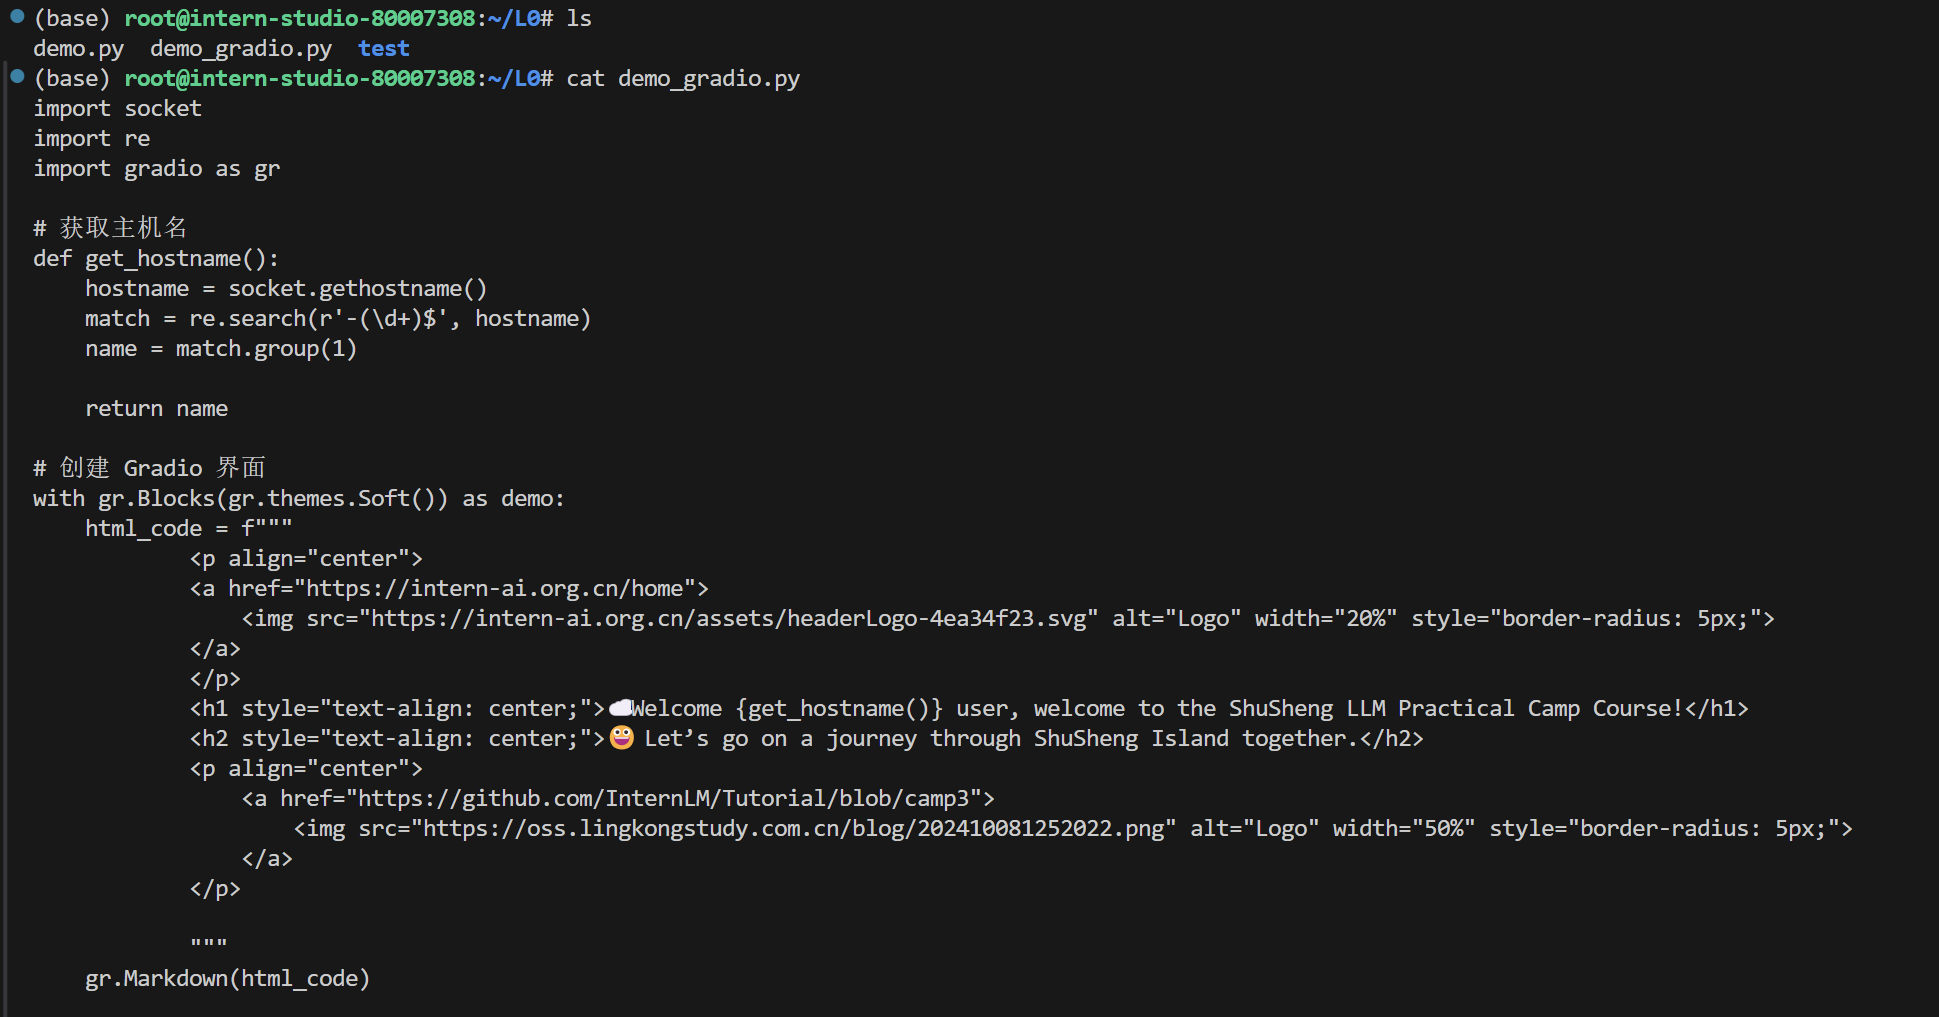 (base) root@intern-studio-80007308:~/L0# ls
demo.py  demo_gradio.py  test
(base) root@intern-studio-80007308:~/L0# cat demo_gradio.py
import socket
import re
import gradio as gr

# 获取主机名
def get_hostname():
    hostname = socket.gethostname()
    match = re.search(r'-(\d+)$', hostname)
    name = match.group(1)

    return name

# 创建 Gradio 界面
with gr.Blocks(gr.themes.Soft()) as demo:
    html_code = f"""
            <p align="center">
            <a href="https://intern-ai.org.cn/home">
                <img src="https://intern-ai.org.cn/assets/headerLogo-4ea34f23.svg" alt="Logo" width="20%" style="border-radius: 5px;">
            </a>
            </p>
            <h1 style="text-align: center;">☁️Welcome {get_hostname()} user, welcome to the ShuSheng LLM Practical Camp Course!</h1>
            <h2 style="text-align: center;">😀 Let’s go on a journey through ShuSheng Island together.</h2>
            <p align="center">
                <a href="https://github.com/InternLM/Tutorial/blob/camp3">
                    <img src="https://oss.lingkongstudy.com.cn/blog/202410081252022.png" alt="Logo" width="50%" style="border-radius: 5px;">
                </a>
            </p>

            """
    gr.Markdown(html_code)